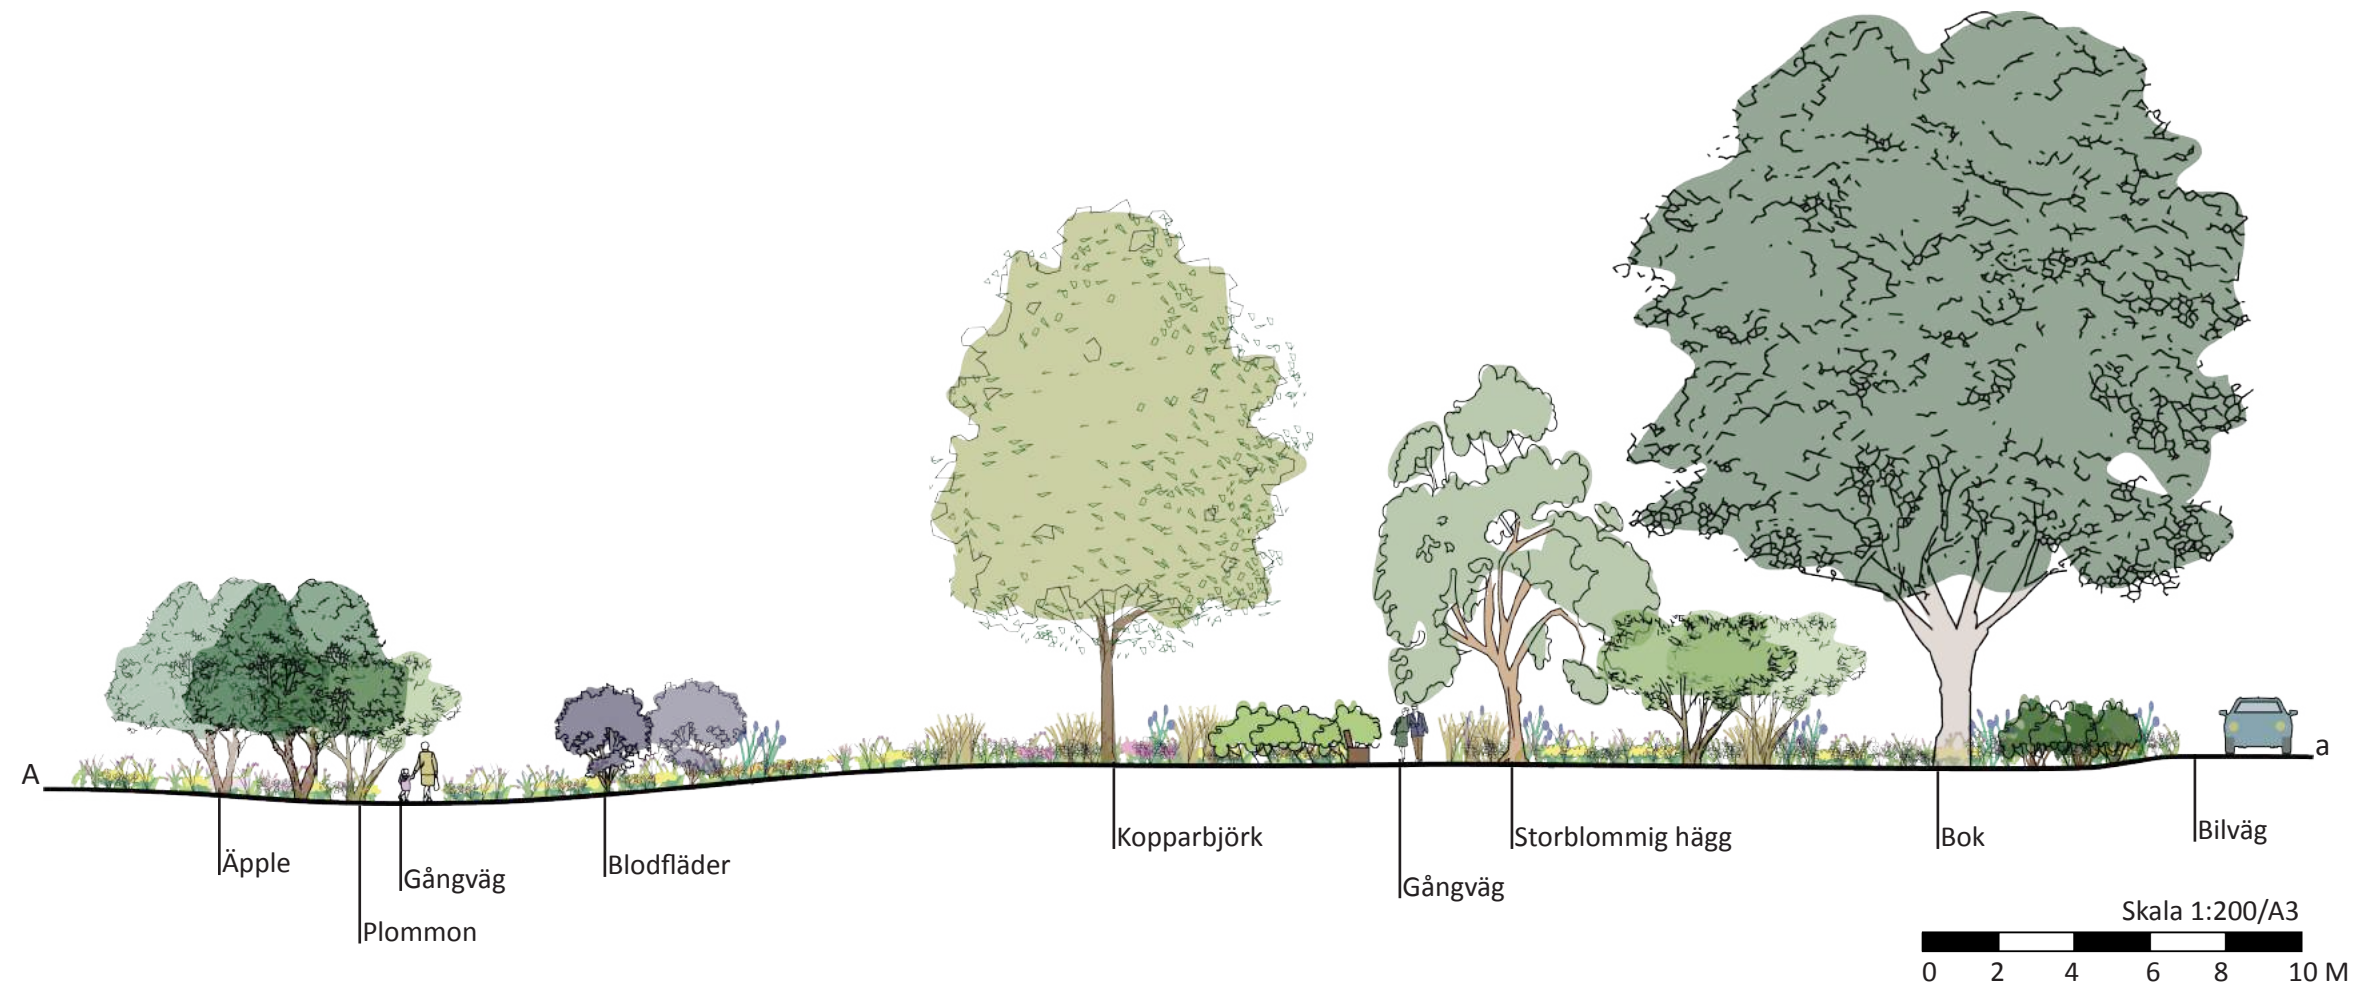 A
a
Äpple
Plommon
Gångväg
Blodfläder
Kopparbjörk
Gångväg
Storblommig hägg
Bok
Bilväg
Skala 1:200/A3
0 2 4 6 8 10 M